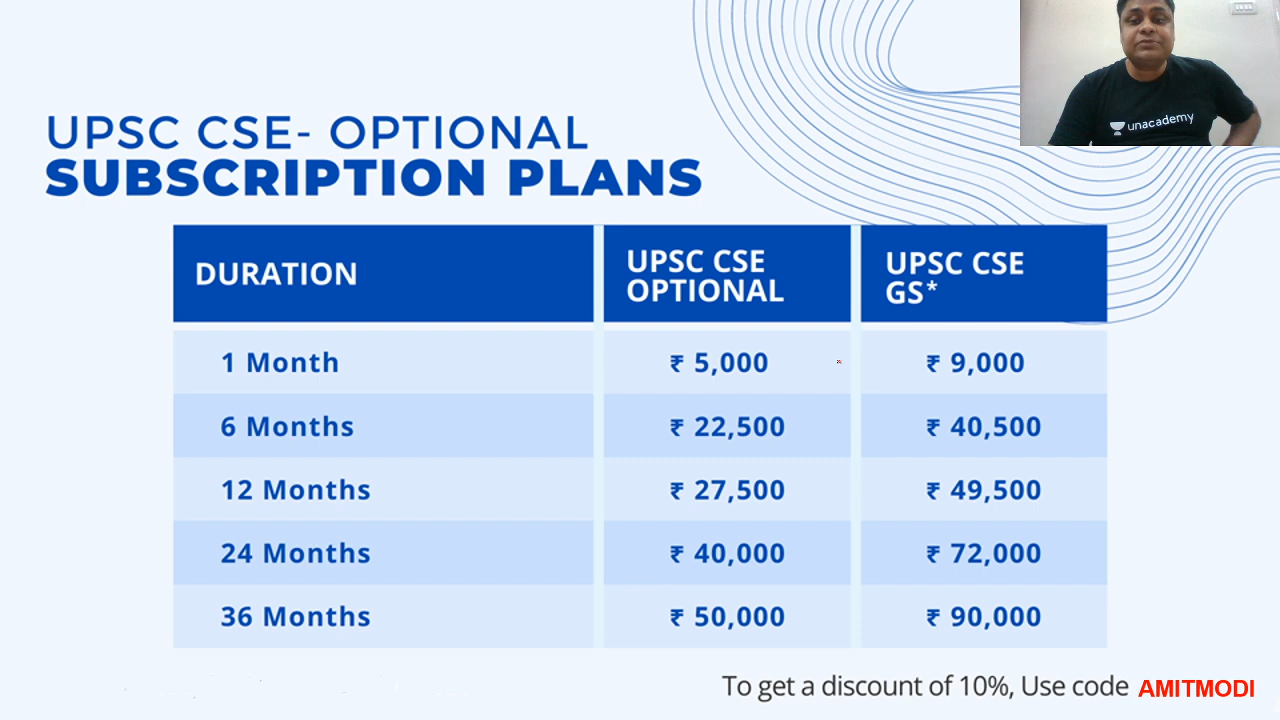 unacademy
UPSC CSE- OPTIONAL
SUBSCRIPTION PLANS
DURATION
UPSC CSE
OPTIONAL
UPSC CSE
GS*
1 Month ₹ 5,000 ₹ 9,000
6 Months ₹ 22,500 ₹ 40,500
12 Months ₹ 27,500 ₹ 49,500
24 Months ₹ 40,000 ₹ 72,000
36 Months ₹ 50,000 ₹ 90,000
To get a discount of 10%, Use code AMITMODI